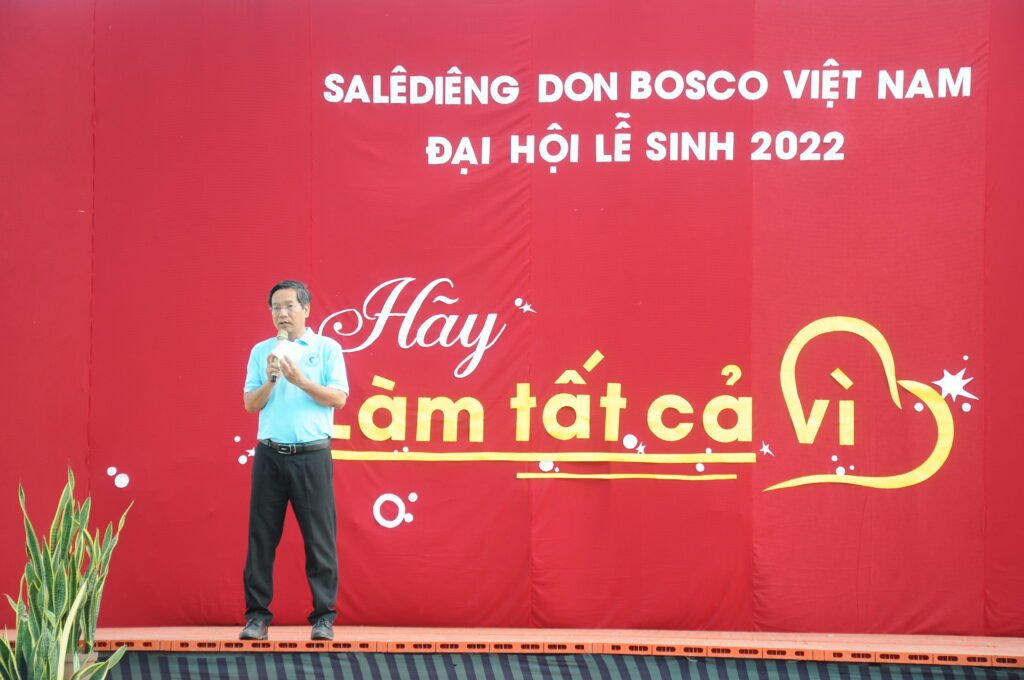 SALÊDIÊNG DON BOSCO VIỆT NAM
ĐẠI HỘI LỄ SINH 2022
Hãy
Làm tất cả vì